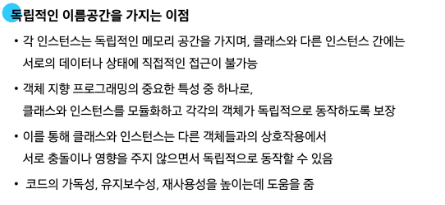 독립적인 이름공간을 가지는 이점
• 각 인스턴스는 독립적인 메모리 공간을 가지며, 클래스와 다른 인스턴스 간에는
서로의 데이터나 상태에 직접적인 접근이 불가능
• 객체 지향 프로그래밍의 중요한 특성 중 하나로,
클래스와 인스턴스를 모듈화하고 각각의 객체가 독립적으로 동작하도록 보장
• 이를 통해 클래스와 인스턴스는 다른 객체들과의 상호작용에서
서로 충돌이나 영향을 주지 않으면서 독립적으로 동작할 수 있음
• 코드의 가독성, 유지보수성, 재사용성을 높이는데 도움을 줌